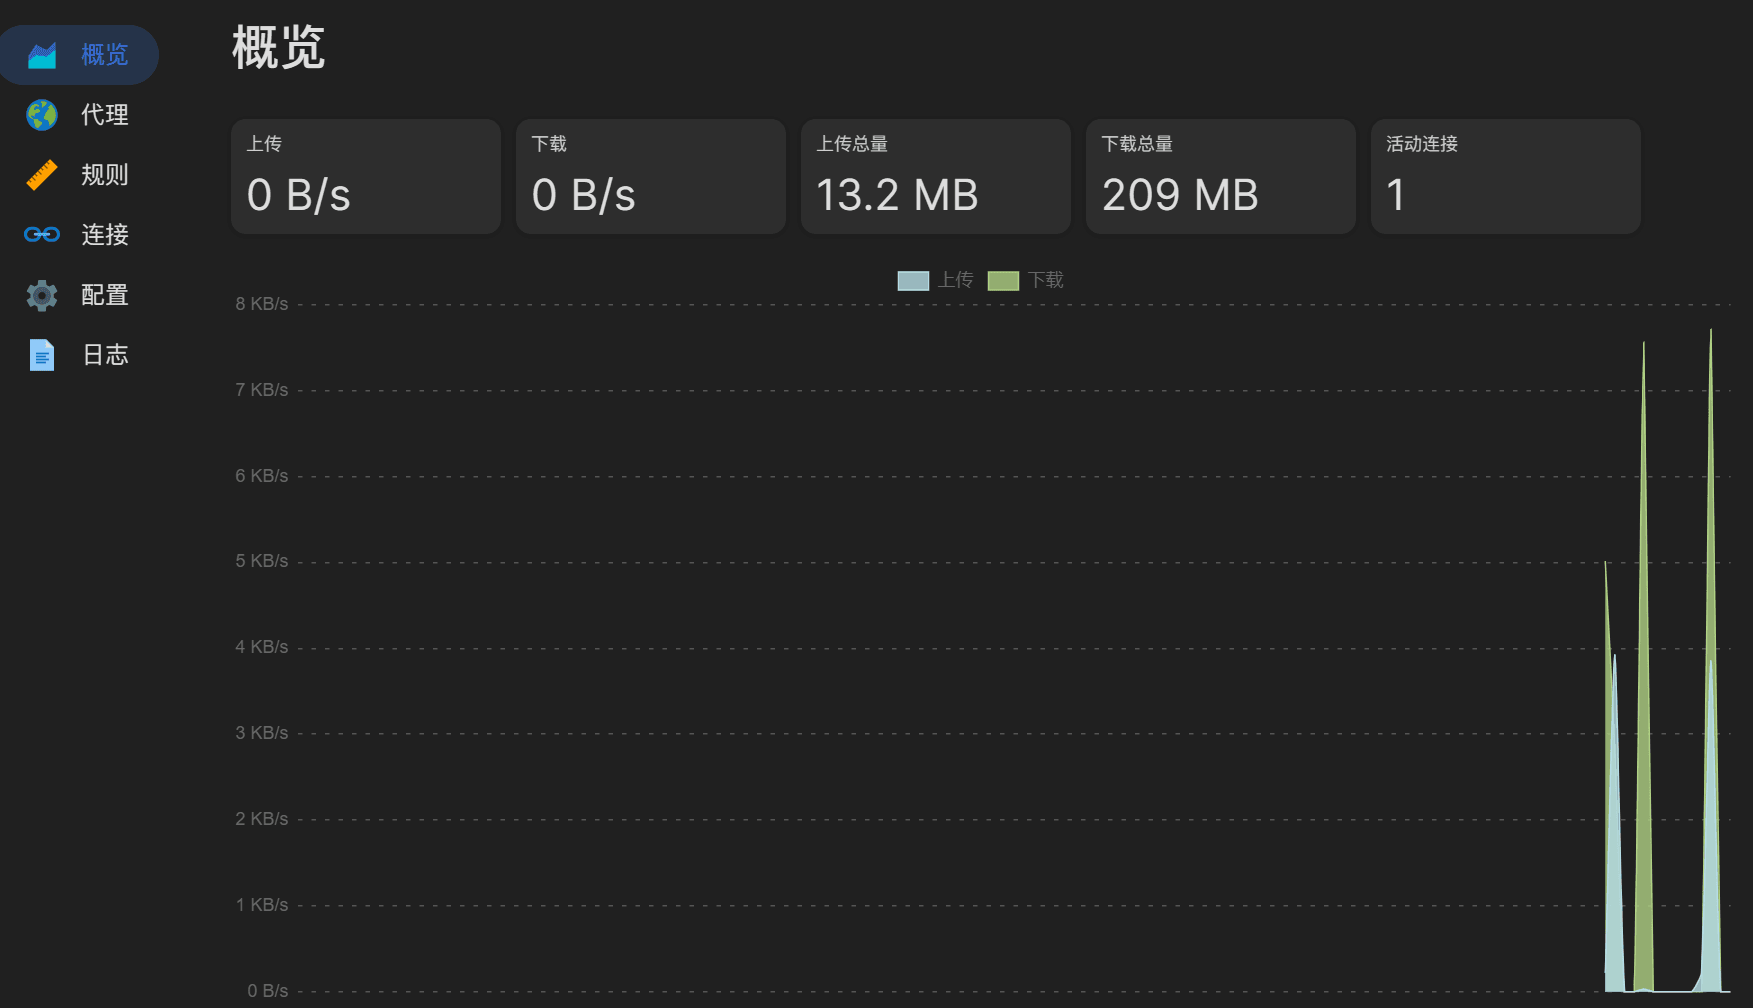 概览
代理
规则
连接
配置
日志
概览
上传
0 B/s
下载
0 B/s
上传总量
13.2 MB
下载总量
209 MB
活动连接
1
上传
下载
8 KB/s
7 KB/s
6 KB/s
5 KB/s
4 KB/s
3 KB/s
2 KB/s
1 KB/s
0 B/s